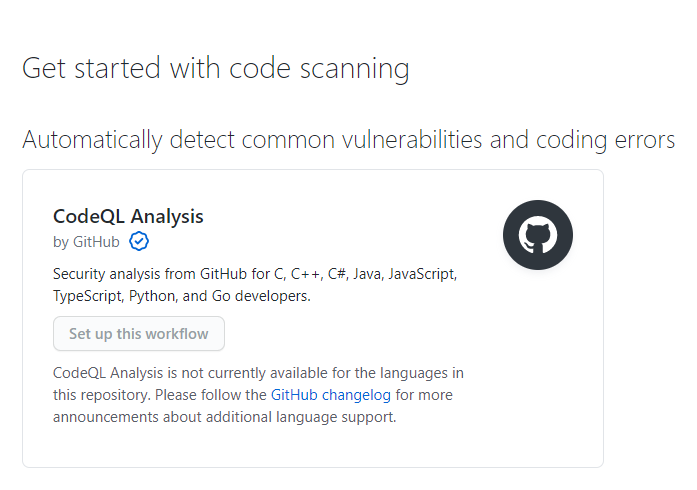 Get started with code scanning
Automatically detect common vulnerabilities and coding errors
CodeQL Analysis
by GitHub
Security analysis from GitHub for C, C++, C#, Java, JavaScript,
TypeScript, Python, and Go developers.
Set up this workflow
CodeQL Analysis is not currently available for the languages in
this repository. Please follow the GitHub changelog for more
announcements about additional language support.